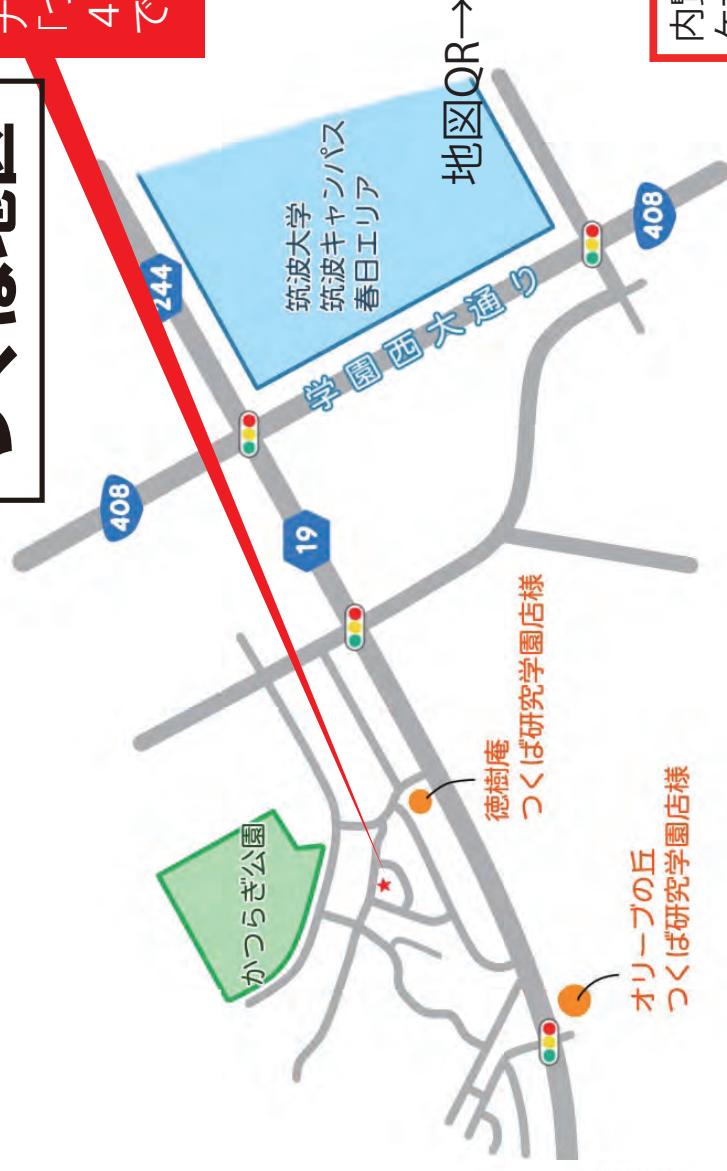 ナ
4
で
244
筑波大学
筑波キャンパス
春日エリア
地図QR→
408
学園西大通り
408
19
かつらぎ公園
徳樹庵
つくば研究学園店様
オリーブの丘
つくば研究学園店様